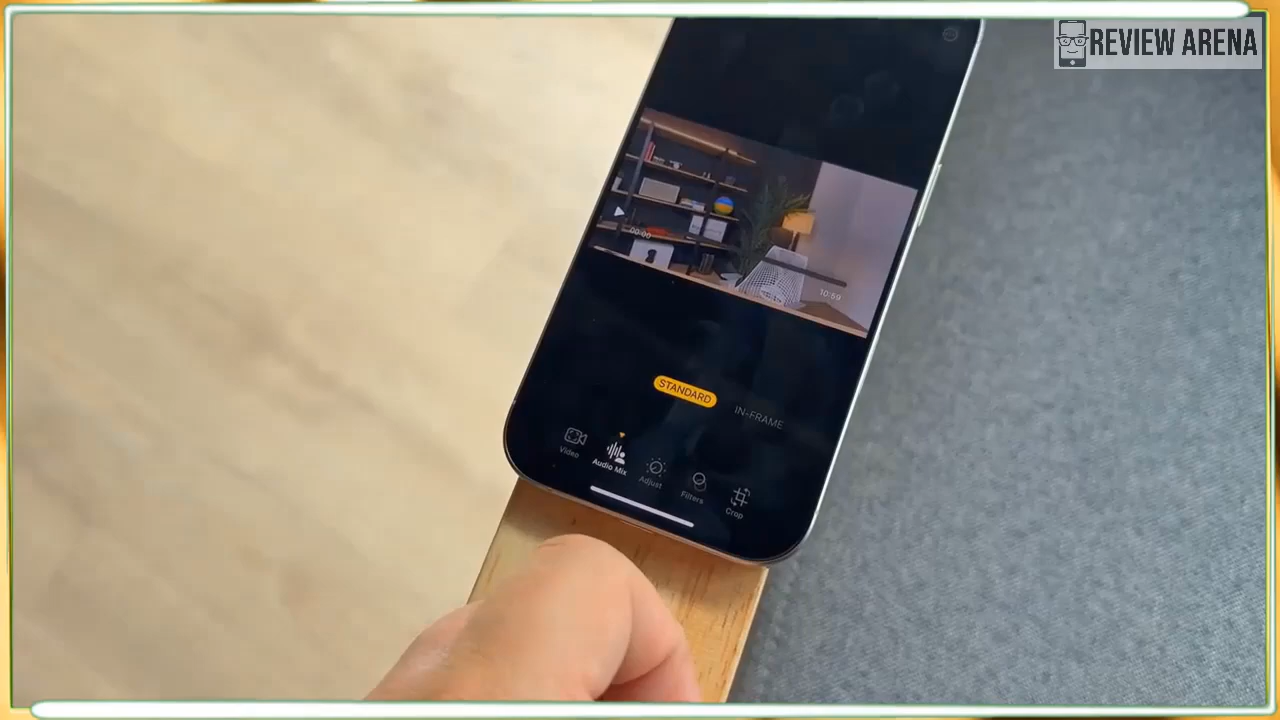 REVIEW ARENA
00:00
10:59
STANDARD
IN-FRAME
Video
Audio Mix
Adjust
Filters
Crop